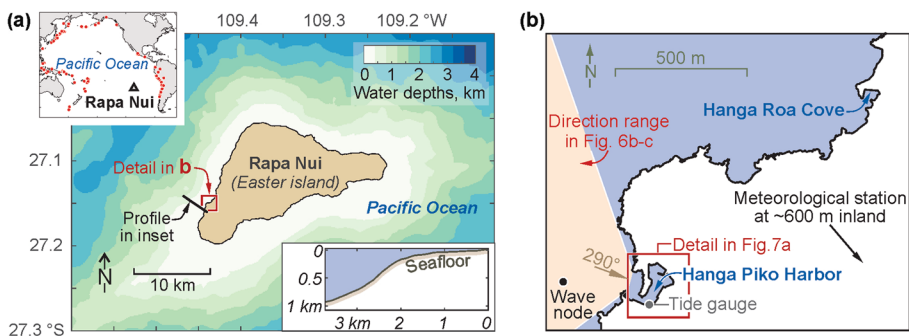 (a)
109.4
109.3
109.2 °W
Pacific Ocean
Rapa Nui
0 1 2 3 4
Water depths, km
27.1
27.2
27.3 °S
Detail in b
Rapa Nui
(Easter island)
Pacific Ocean
Profile
in inset
N
10 km
0
0.5
1 km
Seafloor
3 km 2 1 0
(b)
N
500 m
Hanga Roa Cove
Direction range
in Fig. 6b-c
Meteorological station
at ~600 m inland
Detail in Fig.7a
290°
Hanga Piko Harbor
Wave
node
Tide gauge